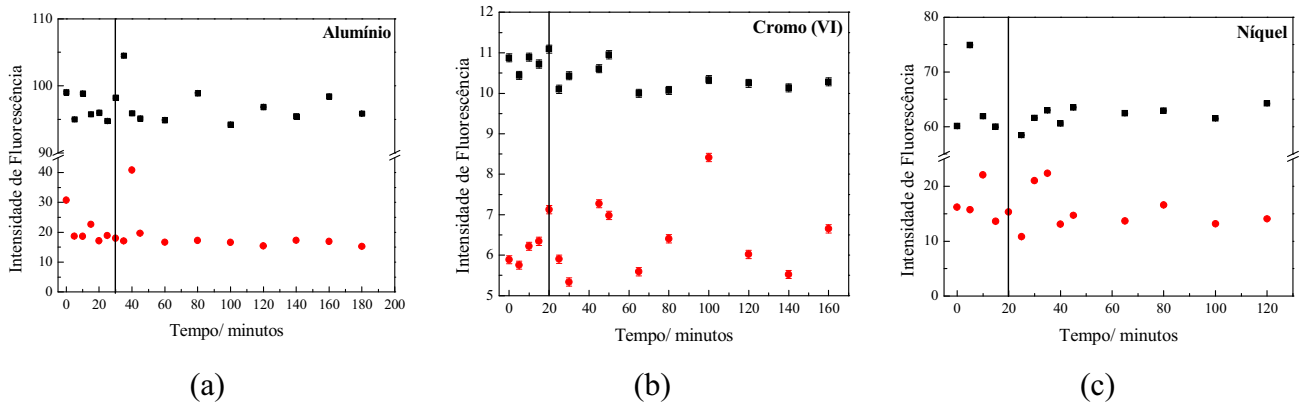 Alumínio
Intensidade de Fluorescência
110
100
90
40
30
20
10
0
0 20 40 60 80 100 120 140 160 180 200
Tempo/ minutos
(a)
Cromo (VI)
Intensidade de Fluorescência
12
11
10
9
8
7
6
5
0 20 40 60 80 100 120 140 160
Tempo/ minutos
(b)
Níquel
Intensidade de Fluorescência
80
70
60
20
10
0
0 20 40 60 80 100 120
Tempo/ minutos
(c)